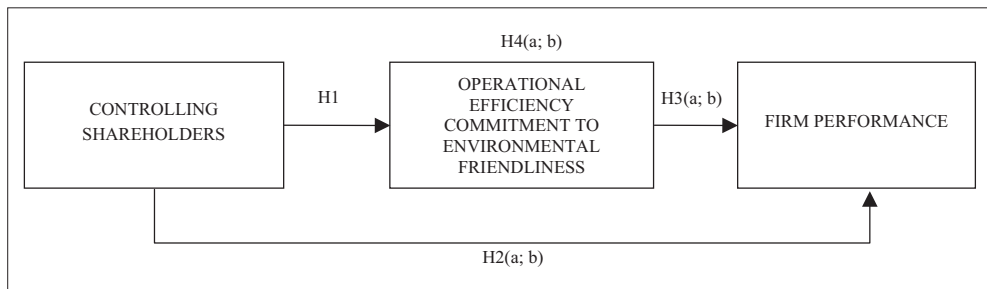 H4(a; b)
CONTROLLING
SHAREHOLDERS
H1
OPERATIONAL
EFFICIENCY
COMMITMENT TO
ENVIRONMENTAL
FRIENDLINESS
H3(a; b)
FIRM PERFORMANCE
H2(a; b)